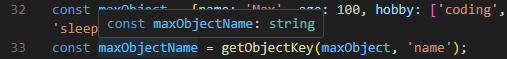 32 const maxObject = {name: 'Max', age: 100, hobby: ['coding',
const maxObjectName: string
'sleep
33 const maxObjectName = getObjectKey(maxObject, 'name');